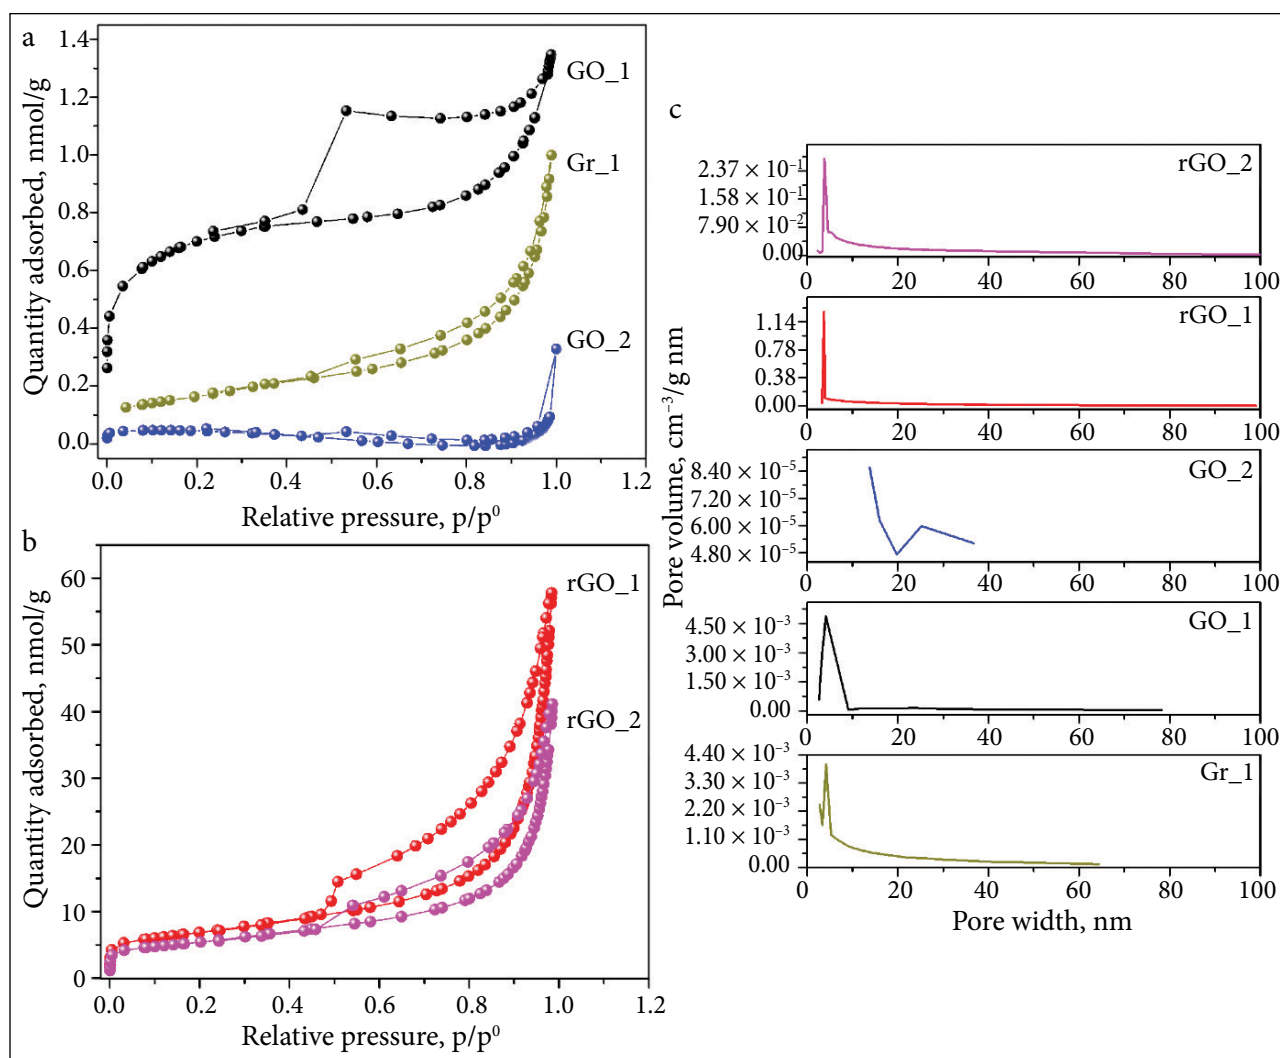 a
Quantity adsorbed, nmol/g
1.4
1.2
1.0
0.8
0.6
0.4
0.2
0.0
GO_1
Gr_1
GO_2
0.0 0.2 0.4 0.6 0.8 1.0 1.2
Relative pressure, p/p⁰
b
Quantity adsorbed, nmol/g
60
50
40
30
20
10
0
rGO_1
rGO_2
0.0 0.2 0.4 0.6 0.8 1.0 1.2
Relative pressure, p/p⁰
c
Pore volume, cm⁻³/g nm
rGO_2
2.37 × 10⁻¹
1.58 × 10⁻¹
7.90 × 10⁻²
0.00
0 20 40 60 80 100
rGO_1
1.14
0.78
0.38
0.00
0 20 40 60 80 100
GO_2
8.40 × 10⁻⁵
7.20 × 10⁻⁵
6.00 × 10⁻⁵
4.80 × 10⁻⁵
0 20 40 60 80 100
GO_1
4.50 × 10⁻³
3.00 × 10⁻³
1.50 × 10⁻³
0.00
0 20 40 60 80 100
Gr_1
4.40 × 10⁻³
3.30 × 10⁻³
2.20 × 10⁻³
1.10 × 10⁻³
0.00
0 20 40 60 80 100
Pore width, nm